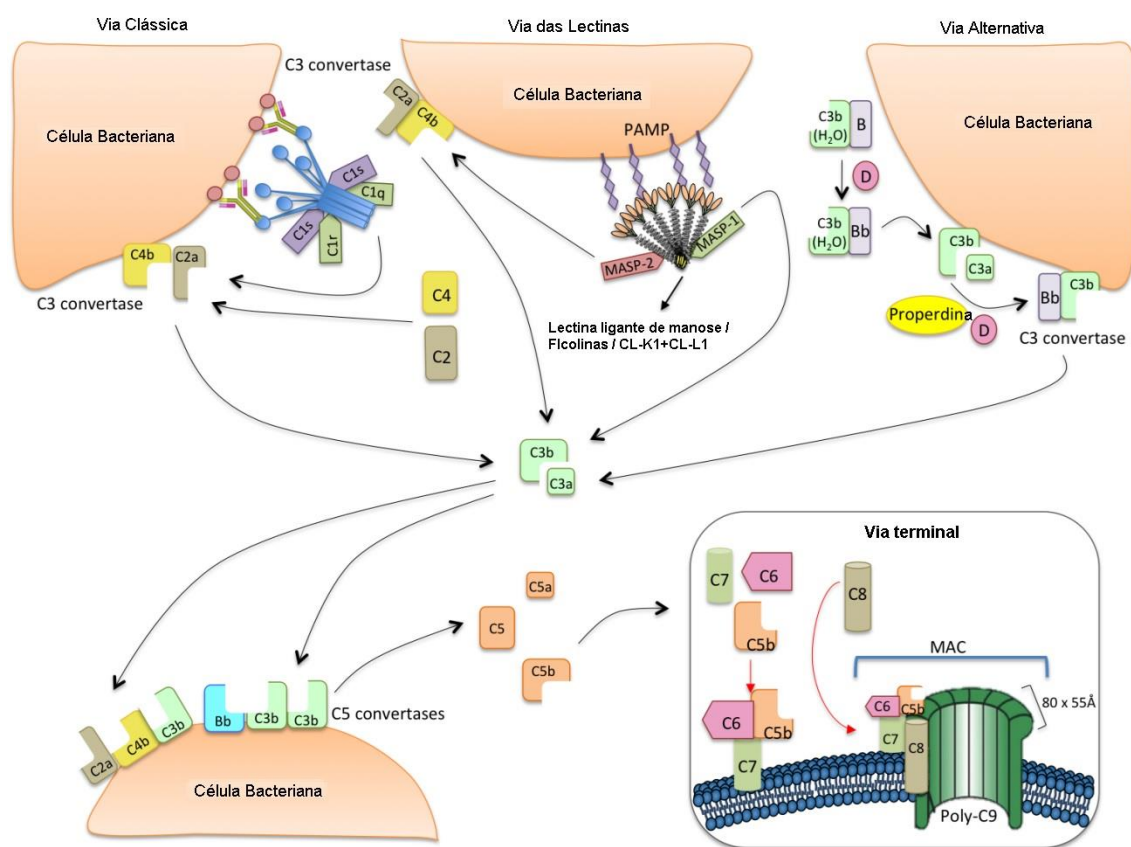 Via Clássica
Célula Bacteriana
C1s
C1q
C1s
C1r
C4b
C2a
C3 convertase
C4
C2
Via das Lectinas
C3 convertase
C2a
C4b
Célula Bacteriana
PAMP
MASP-2
MASP-1
Lectina ligante de manose /
FIcolinas / CL-K1+CL-L1
Via Alternativa
Célula Bacteriana
C3b
(H₂O)
B
D
C3b
(H₂O)
Bb
C3b
C3a
Properdina
D
Bb
C3b
C3 convertase
C3b
C3a
C2a
C4b
C3b
Bb
C3b
C3b
C5 convertases
Célula Bacteriana
C5a
C5
C5b
Via terminal
C7
C6
C5b
C8
C6
C5b
C7
MAC
C6
C5b
C7
C8
80 x 55Å
Poly-C9